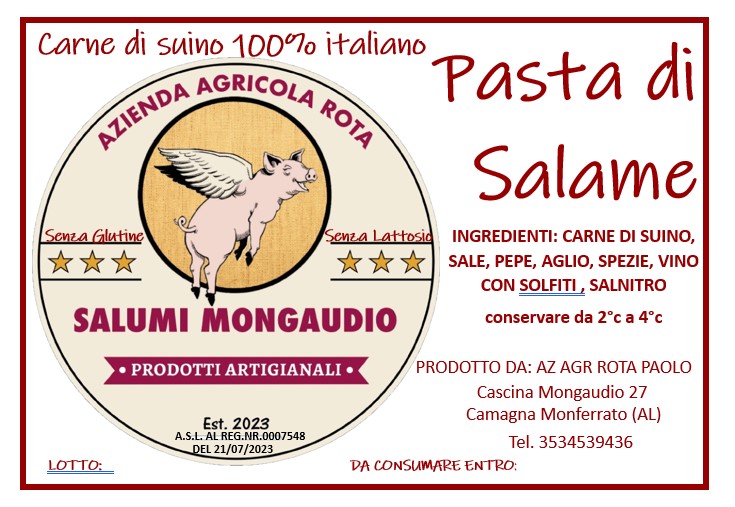 Carne di suino 100% italiano
Pasta di
Salame
AZIENDA AGRICOLA ROTA
Senza Glutine
Senza Lattosio
SALUMI MONGAUDIO
• PRODOTTI ARTIGIANALI •
Est. 2023
A.S.L. AL REG.NR.0007548
DEL 21/07/2023
INGREDIENTI: CARNE DI SUINO,
SALE, PEPE, AGLIO, SPEZIE, VINO
CON SOLFITI , SALNITRO
conservare da 2°c a 4°c
PRODOTTO DA: AZ AGR ROTA PAOLO
Cascina Mongaudio 27
Camagna Monferrato (AL)
Tel. 3534539436
LOTTO:
DA CONSUMARE ENTRO: